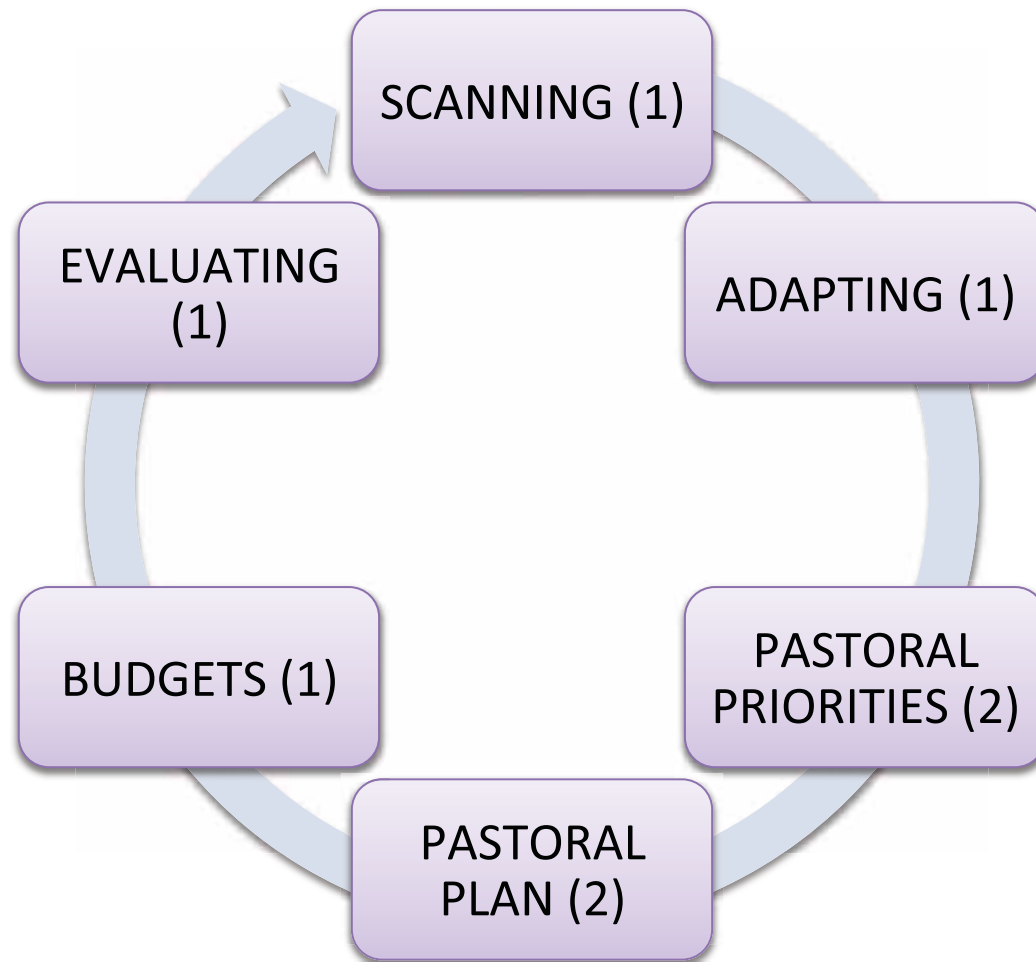 SCANNING (1)
ADAPTING (1)
PASTORAL
PRIORITIES (2)
PASTORAL
PLAN (2)
BUDGETS (1)
EVALUATING
(1)